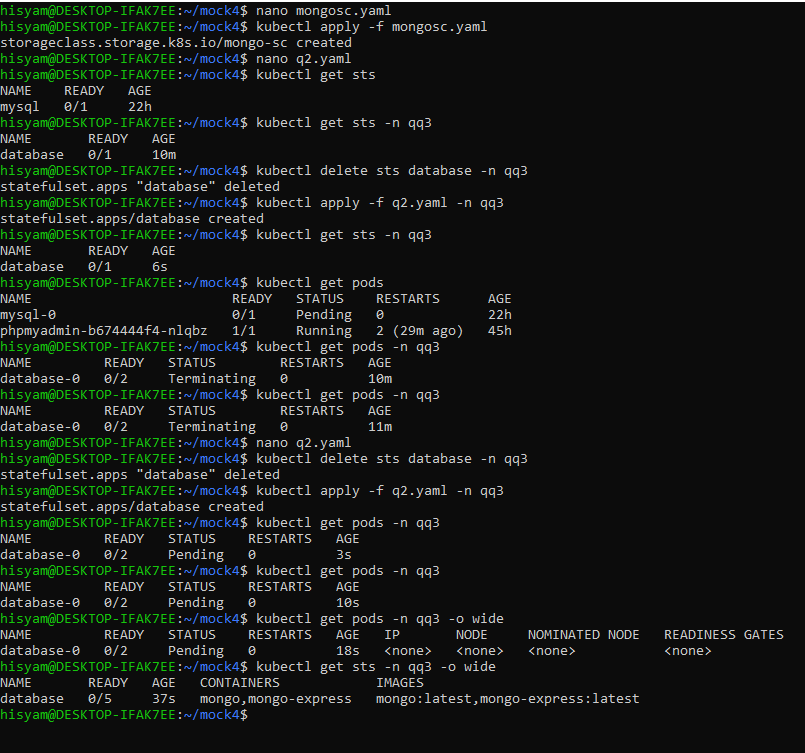 hisyam@DESKTOP-IFAK7EE:~/mock4$ nano mongosc.yaml
hisyam@DESKTOP-IFAK7EE:~/mock4$ kubectl apply -f mongosc.yaml
storageclass.storage.k8s.io/mongo-sc created
hisyam@DESKTOP-IFAK7EE:~/mock4$ nano q2.yaml
hisyam@DESKTOP-IFAK7EE:~/mock4$ kubectl get sts
NAME    READY   AGE
mysql   0/1     22h
hisyam@DESKTOP-IFAK7EE:~/mock4$ kubectl get sts -n qq3
NAME       READY   AGE
database   0/1     10m
hisyam@DESKTOP-IFAK7EE:~/mock4$ kubectl delete sts database -n qq3
statefulset.apps "database" deleted
hisyam@DESKTOP-IFAK7EE:~/mock4$ kubectl apply -f q2.yaml -n qq3
statefulset.apps/database created
hisyam@DESKTOP-IFAK7EE:~/mock4$ kubectl get sts -n qq3
NAME       READY   AGE
database   0/1     6s
hisyam@DESKTOP-IFAK7EE:~/mock4$ kubectl get pods
NAME                         READY   STATUS    RESTARTS      AGE
mysql-0                      0/1     Pending   0             22h
phpmyadmin-b674444f4-nlqbz   1/1     Running   2 (29m ago)   45h
hisyam@DESKTOP-IFAK7EE:~/mock4$ kubectl get pods -n qq3
NAME         READY   STATUS        RESTARTS   AGE
database-0   0/2     Terminating   0          10m
hisyam@DESKTOP-IFAK7EE:~/mock4$ kubectl get pods -n qq3
NAME         READY   STATUS        RESTARTS   AGE
database-0   0/2     Terminating   0          11m
hisyam@DESKTOP-IFAK7EE:~/mock4$ nano q2.yaml
hisyam@DESKTOP-IFAK7EE:~/mock4$ kubectl delete sts database -n qq3
statefulset.apps "database" deleted
hisyam@DESKTOP-IFAK7EE:~/mock4$ kubectl apply -f q2.yaml -n qq3
statefulset.apps/database created
hisyam@DESKTOP-IFAK7EE:~/mock4$ kubectl get pods -n qq3
NAME         READY   STATUS    RESTARTS   AGE
database-0   0/2     Pending   0          3s
hisyam@DESKTOP-IFAK7EE:~/mock4$ kubectl get pods -n qq3
NAME         READY   STATUS    RESTARTS   AGE
database-0   0/2     Pending   0          10s
hisyam@DESKTOP-IFAK7EE:~/mock4$ kubectl get pods -n qq3 -o wide
NAME         READY   STATUS    RESTARTS   AGE   IP       NODE     NOMINATED NODE   READINESS GATES
database-0   0/2     Pending   0          18s   <none>   <none>   <none>           <none>
hisyam@DESKTOP-IFAK7EE:~/mock4$ kubectl get sts -n qq3 -o wide
NAME       READY   AGE   CONTAINERS            IMAGES
database   0/5     37s   mongo,mongo-express   mongo:latest,mongo-express:latest
hisyam@DESKTOP-IFAK7EE:~/mock4$